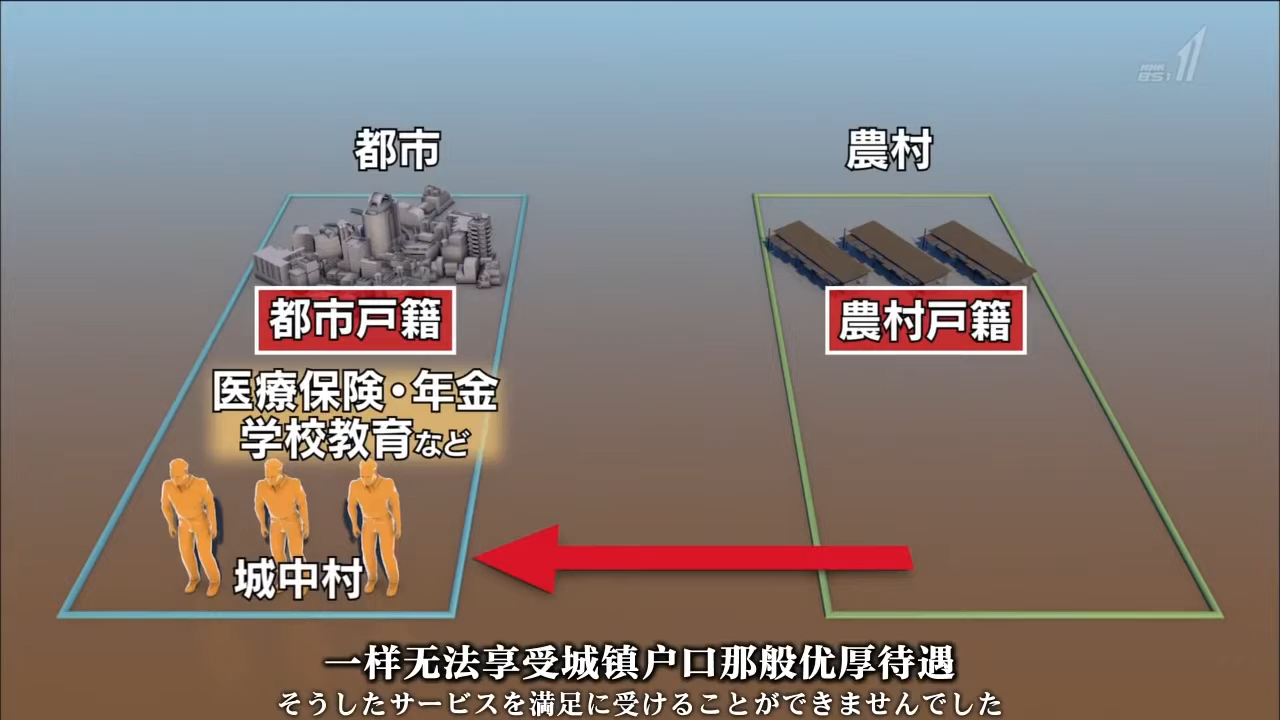 NHK BS1
都市
農村
都市戸籍
農村戸籍
医療保険・年金
学校教育など
城中村
一样无法享受城镇户口那般优厚待遇
そうしたサービスを満足に受けることができませんでした